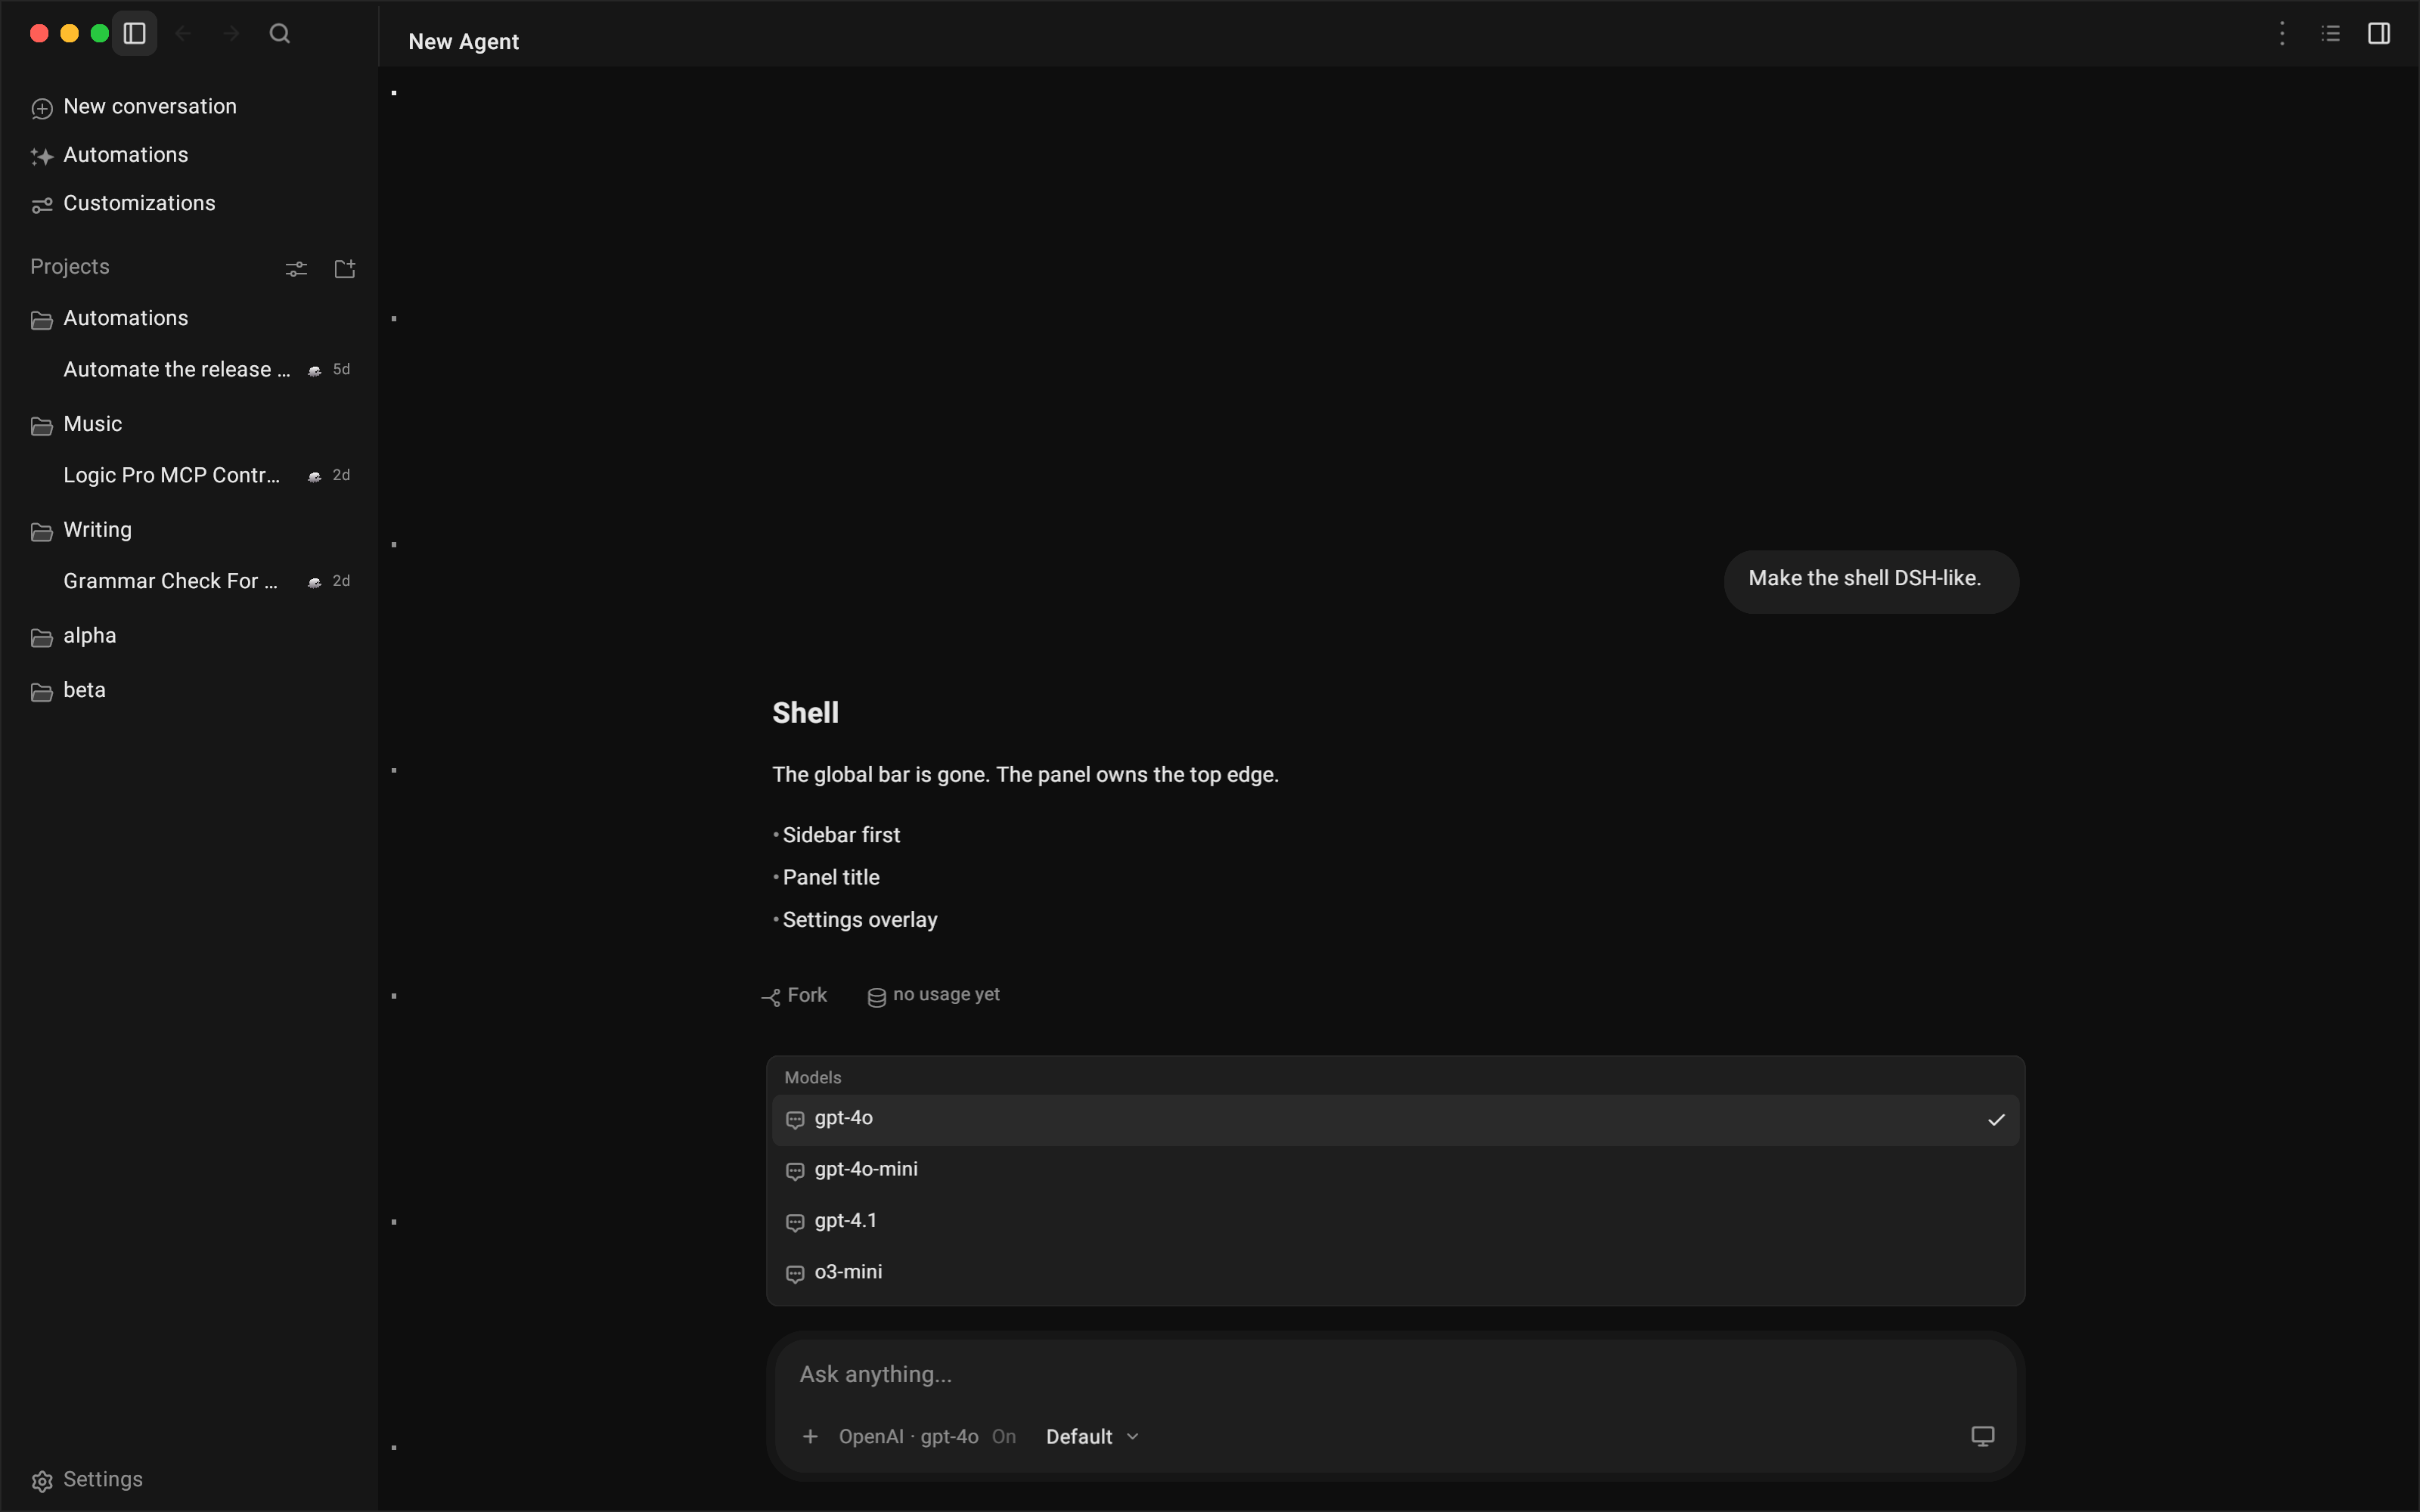 New Agent
New conversation
Automations
Customizations
Projects
Automations
Automate the release ... 5d
Music
Logic Pro MCP Contr... 2d
Writing
Grammar Check For ... 2d
alpha
beta
Settings
Make the shell DSH-like.
Shell
The global bar is gone. The panel owns the top edge.
• Sidebar first
• Panel title
• Settings overlay
Fork no usage yet
Models
gpt-4o
gpt-4o-mini
gpt-4.1
o3-mini
Ask anything...
OpenAI · gpt-4o On Default